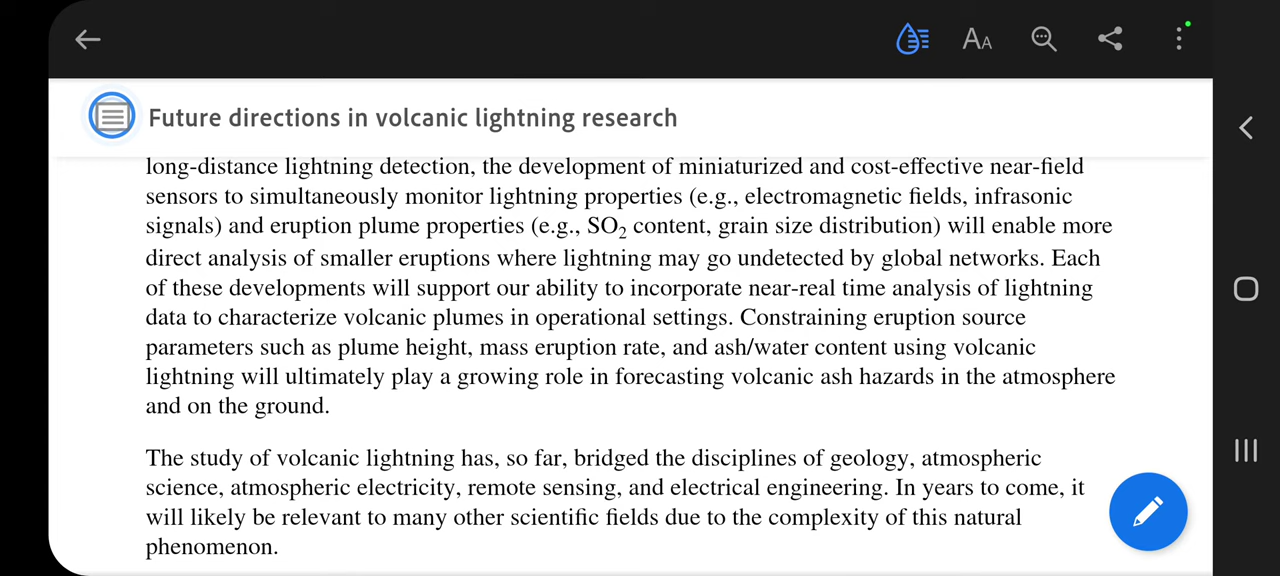 AA
Future directions in volcanic lightning research
long-distance lightning detection, the development of miniaturized and cost-effective near-field
sensors to simultaneously monitor lightning properties (e.g., electromagnetic fields, infrasonic
signals) and eruption plume properties (e.g., SO₂ content, grain size distribution) will enable more
direct analysis of smaller eruptions where lightning may go undetected by global networks. Each
of these developments will support our ability to incorporate near-real time analysis of lightning
data to characterize volcanic plumes in operational settings. Constraining eruption source
parameters such as plume height, mass eruption rate, and ash/water content using volcanic
lightning will ultimately play a growing role in forecasting volcanic ash hazards in the atmosphere
and on the ground.
The study of volcanic lightning has, so far, bridged the disciplines of geology, atmospheric
science, atmospheric electricity, remote sensing, and electrical engineering. In years to come, it
will likely be relevant to many other scientific fields due to the complexity of this natural
phenomenon.